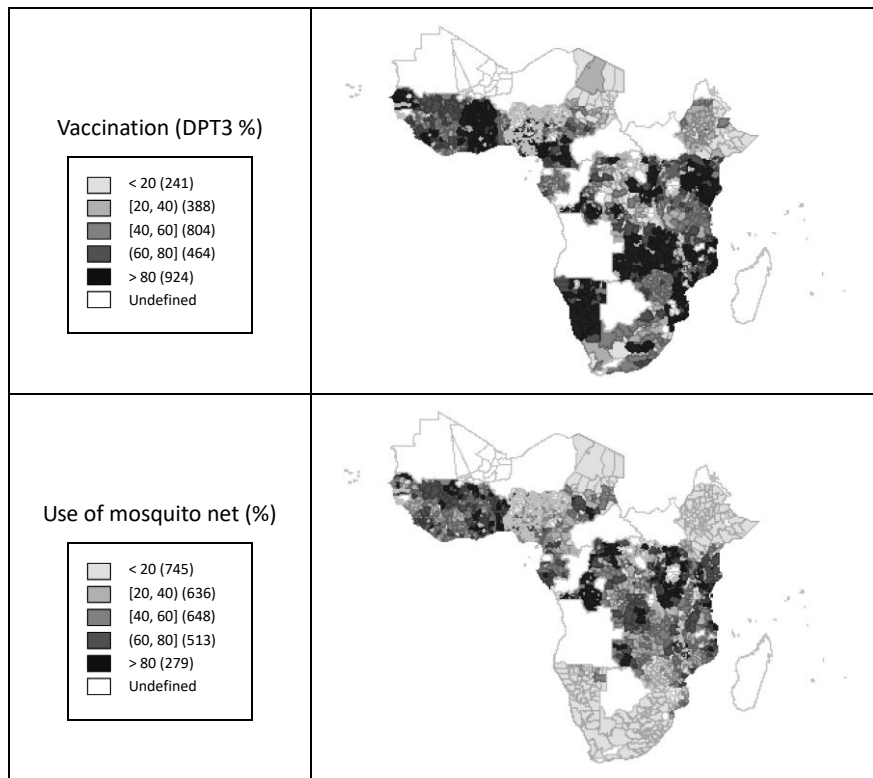 Vaccination (DPT3 %)
< 20 (241)
[20, 40) (388)
[40, 60] (804)
(60, 80] (464)
> 80 (924)
Undefined
Use of mosquito net (%)
< 20 (745)
[20, 40) (636)
[40, 60] (648)
(60, 80] (513)
> 80 (279)
Undefined